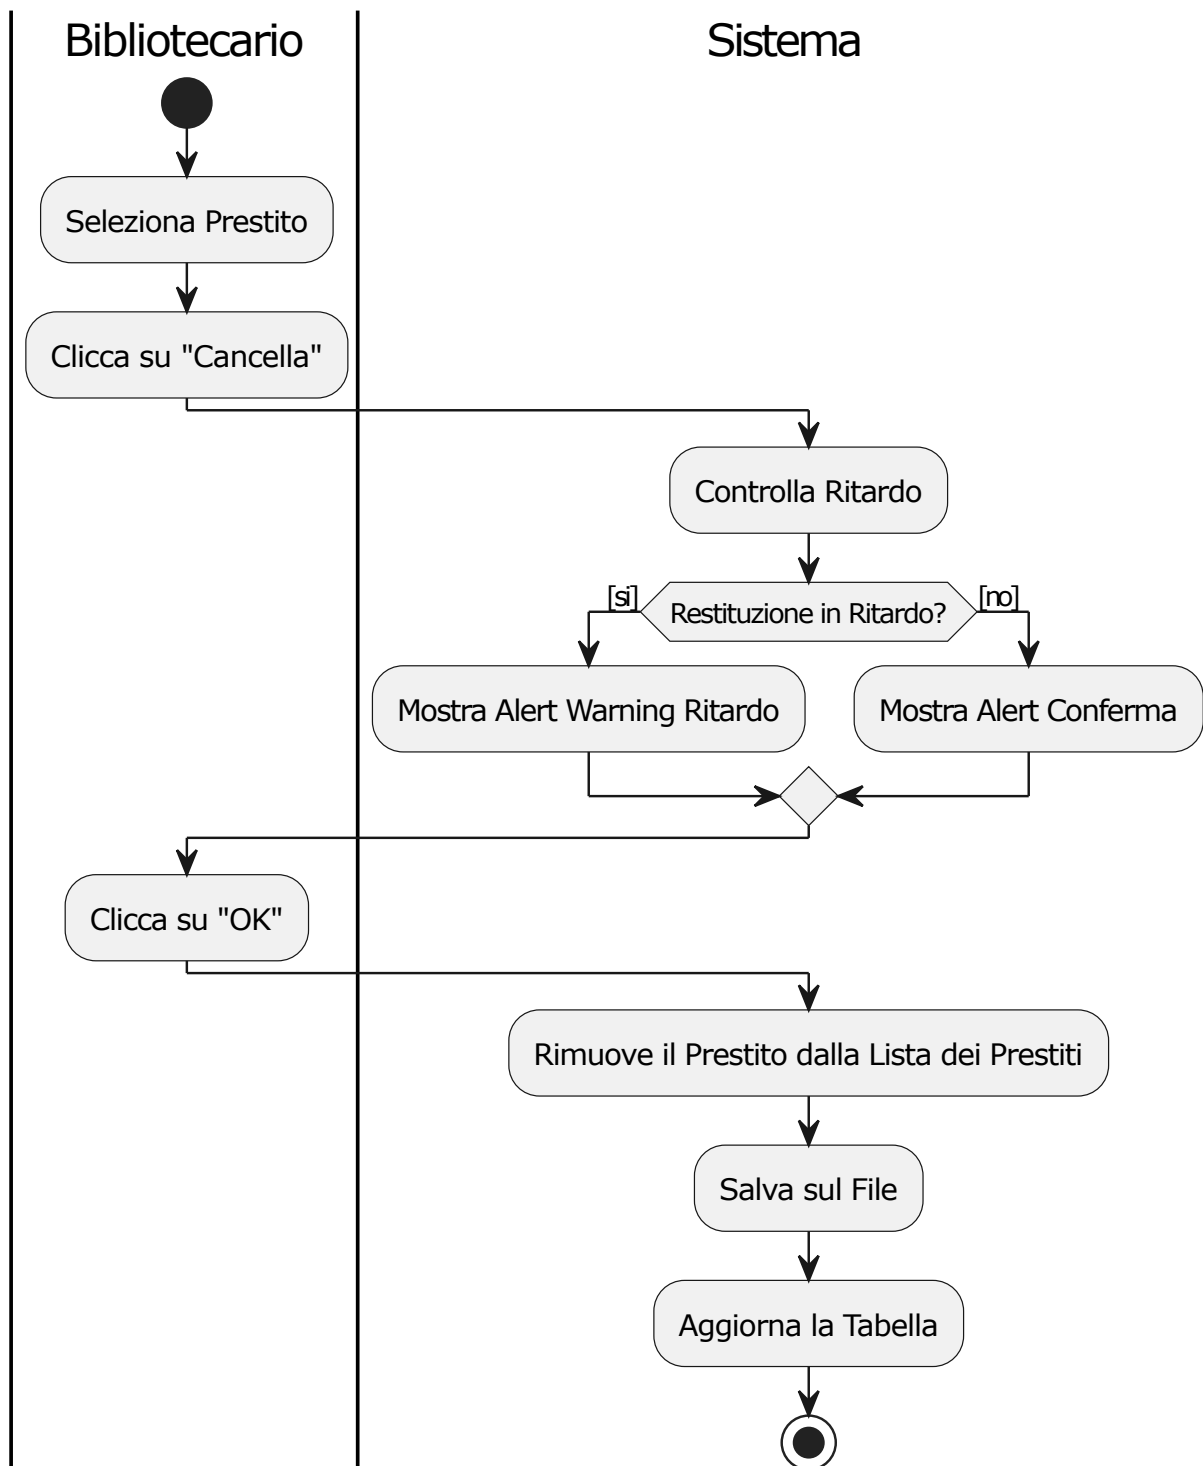 Bibliotecario
Sistema
Seleziona Prestito
Clicca su "Cancella"
Controlla Ritardo
[si]
Restituzione in Ritardo?
[no]
Mostra Alert Warning Ritardo
Mostra Alert Conferma
Clicca su "OK"
Rimuove il Prestito dalla Lista dei Prestiti
Salva sul File
Aggiorna la Tabella